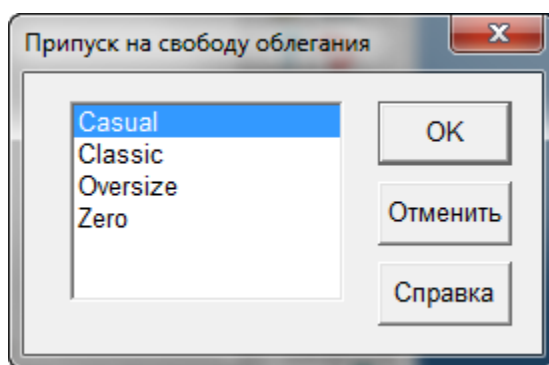 Припуск на свободу облегания
Casual
Classic
Oversize
Zero
OK
Отменить
Справка